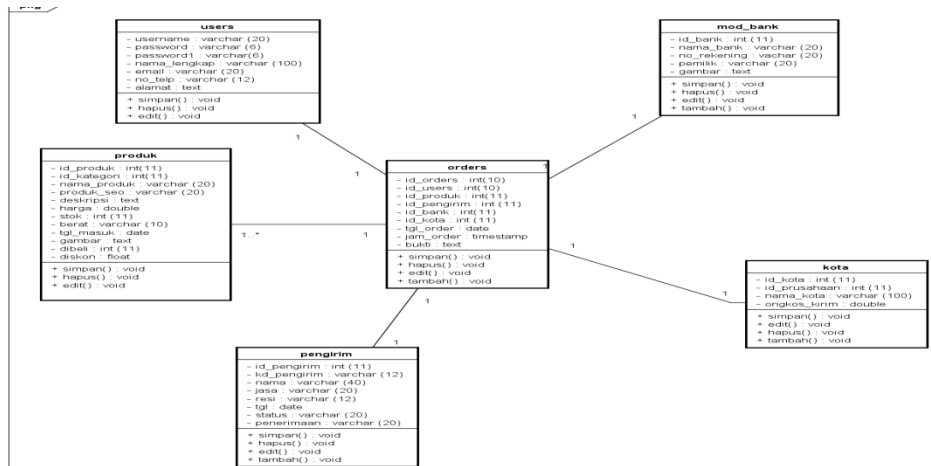 users
- username : varchar (20)
- password : varchar (6)
- password1 : varchar(6)
- nama_lengkap : varchar (100)
- email : varchar (20)
- no_telp : varchar (12)
- alamat : text
+ simpan() : void
+ hapus() : void
+ edit() : void
mod_bank
- id_bank : int (11)
- nama_bank : varchar (20)
- no_rekening : vachar (20)
- pemilik : varchar (20)
- gambar : text
+ simpan() : void
+ hapus() : void
+ edit() : void
+ tambah() : void
1
1
1
1
produk
- id_produk : int(11)
- id_kategori : int(11)
- nama_produk : varchar (20)
- produk_seo : varchar (20)
- deskripsi : text
- harga : double
- stok : int (11)
- berat : varchar (10)
- tgl_masuk : date
- gambar : text
- dibeli : int (11)
- diskon : float
+ simpan() : void
+ hapus() : void
+ edit() : void
orders
- id_orders : int(10)
- id_users : int(10)
- id_produk : int(11)
- id_pengirim : int (11)
- id_bank : int(11)
- id_kota : int (11)
- tgl_order : date
- jam_order : timestamp
- bukti : text
+ simpan() : void
+ hapus() : void
+ edit() : void
+ tambah() : void
1..*
1
1
1
kota
- id_kota : int (11)
- id_prusahaan : int (11)
- nama_kota : varchar (100)
- ongkos_kirim : double
+ simpan() : void
+ edit() : void
+ hapus() : void
+ tambah() : void
1
1
pengirim
- id_pengirim : int (11)
- kd_pengirim : varchar (12)
- nama : varchar (40)
- jasa : varchar (20)
- resi : varchar (12)
- tgl : date
- status : varchar (20)
- penerimaan : varchar (20)
+ simpan() : void
+ hapus() : void
+ edit() : void
+ tambah() : void